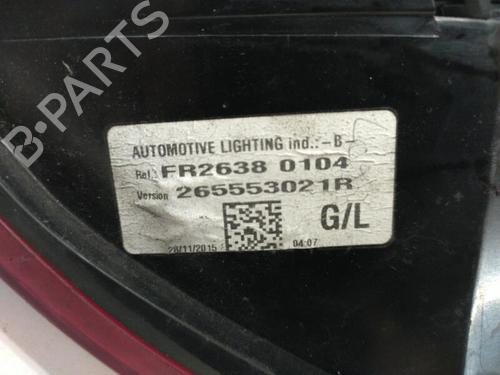 B-PARTS
AUTOMOTIVE LIGHTING ind.:-B-
Ref.: FR2638 0104
Version 265553021R
G/L
28/11/2015 04:07